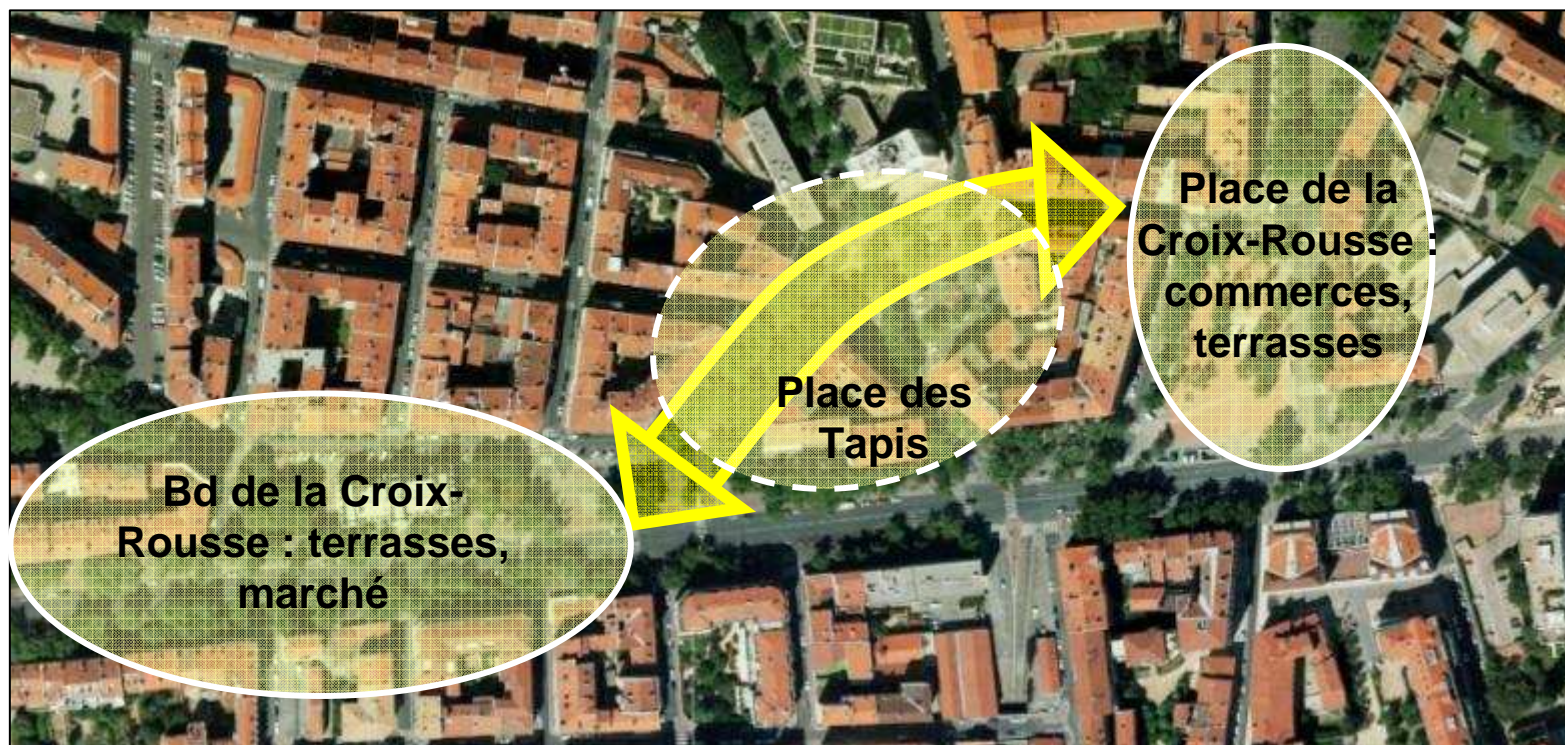 Place de la
Croix-Rousse :
commerces,
terrasses
Place des
Tapis
Bd de la Croix-
Rousse : terrasses,
marché